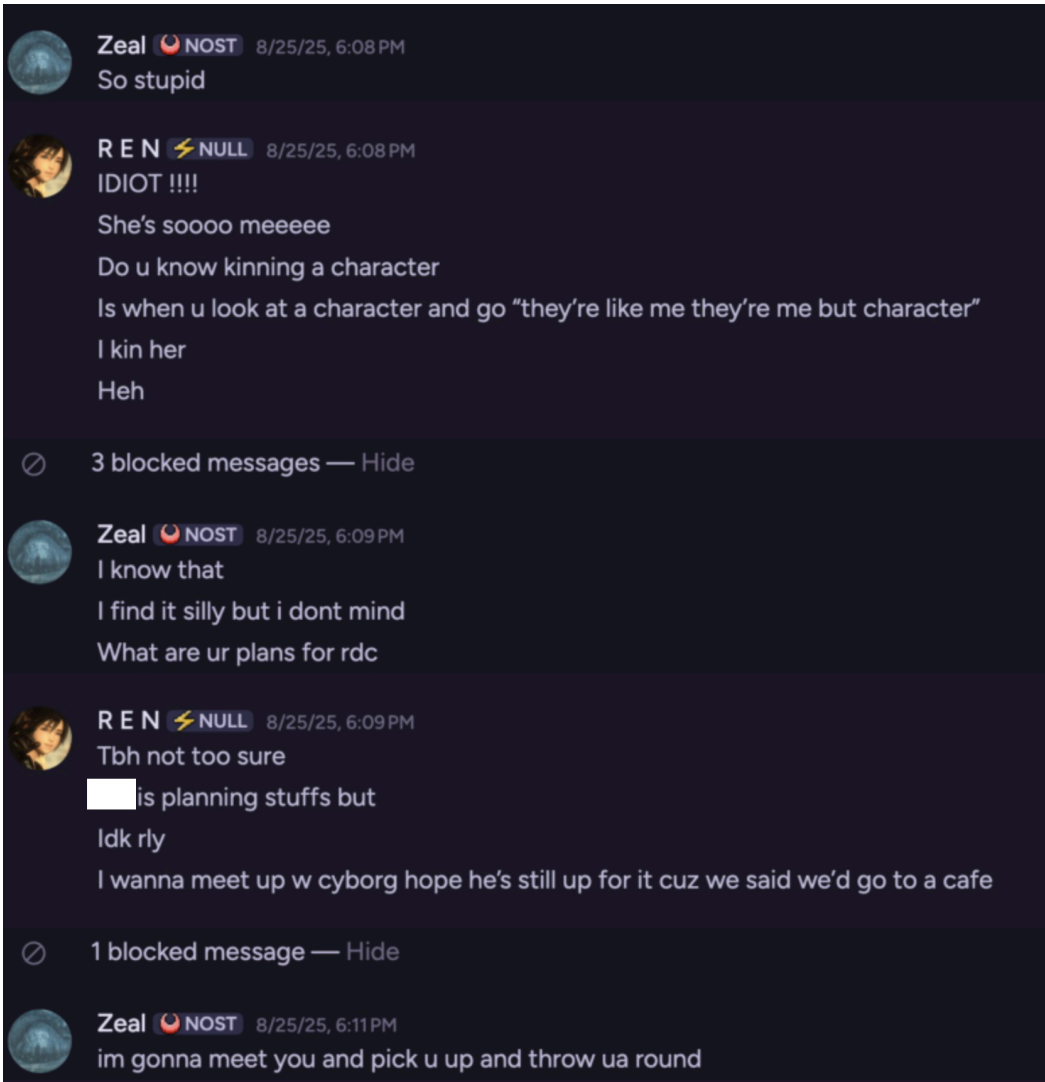 Zeal NOST 8/25/25, 6:08 PM
So stupid
R E N NULL 8/25/25, 6:08 PM
IDIOT !!!!
She's soooo meeeee
Do u know kinning a character
Is when u look at a character and go “they're like me they're me but character”
I kin her
Heh
3 blocked messages — Hide
Zeal NOST 8/25/25, 6:09 PM
I know that
I find it silly but i dont mind
What are ur plans for rdc
R E N NULL 8/25/25, 6:09 PM
Tbh not too sure
is planning stuffs but
Idk rly
I wanna meet up w cyborg hope he's still up for it cuz we said we'd go to a cafe
1 blocked message — Hide
Zeal NOST 8/25/25, 6:11 PM
im gonna meet you and pick u up and throw ua round